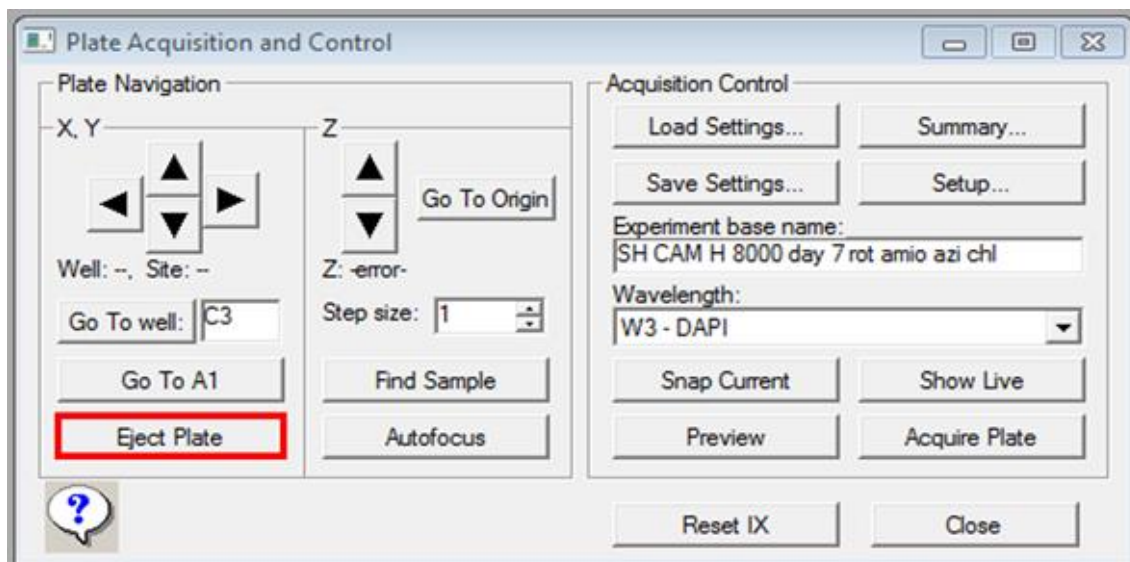 Plate Acquisition and Control
Plate Navigation
X, Y
Z
Go To Origin
Well: --, Site: --
Z: -error-
Go To well: C3
Step size: 1
Go To A1
Find Sample
Eject Plate
Autofocus
Acquisition Control
Load Settings...
Summary...
Save Settings...
Setup...
Experiment base name:
SH CAM H 8000 day 7 rot amio azi chl
Wavelength:
W3 - DAPI
Snap Current
Show Live
Preview
Acquire Plate
?
Reset IX
Close